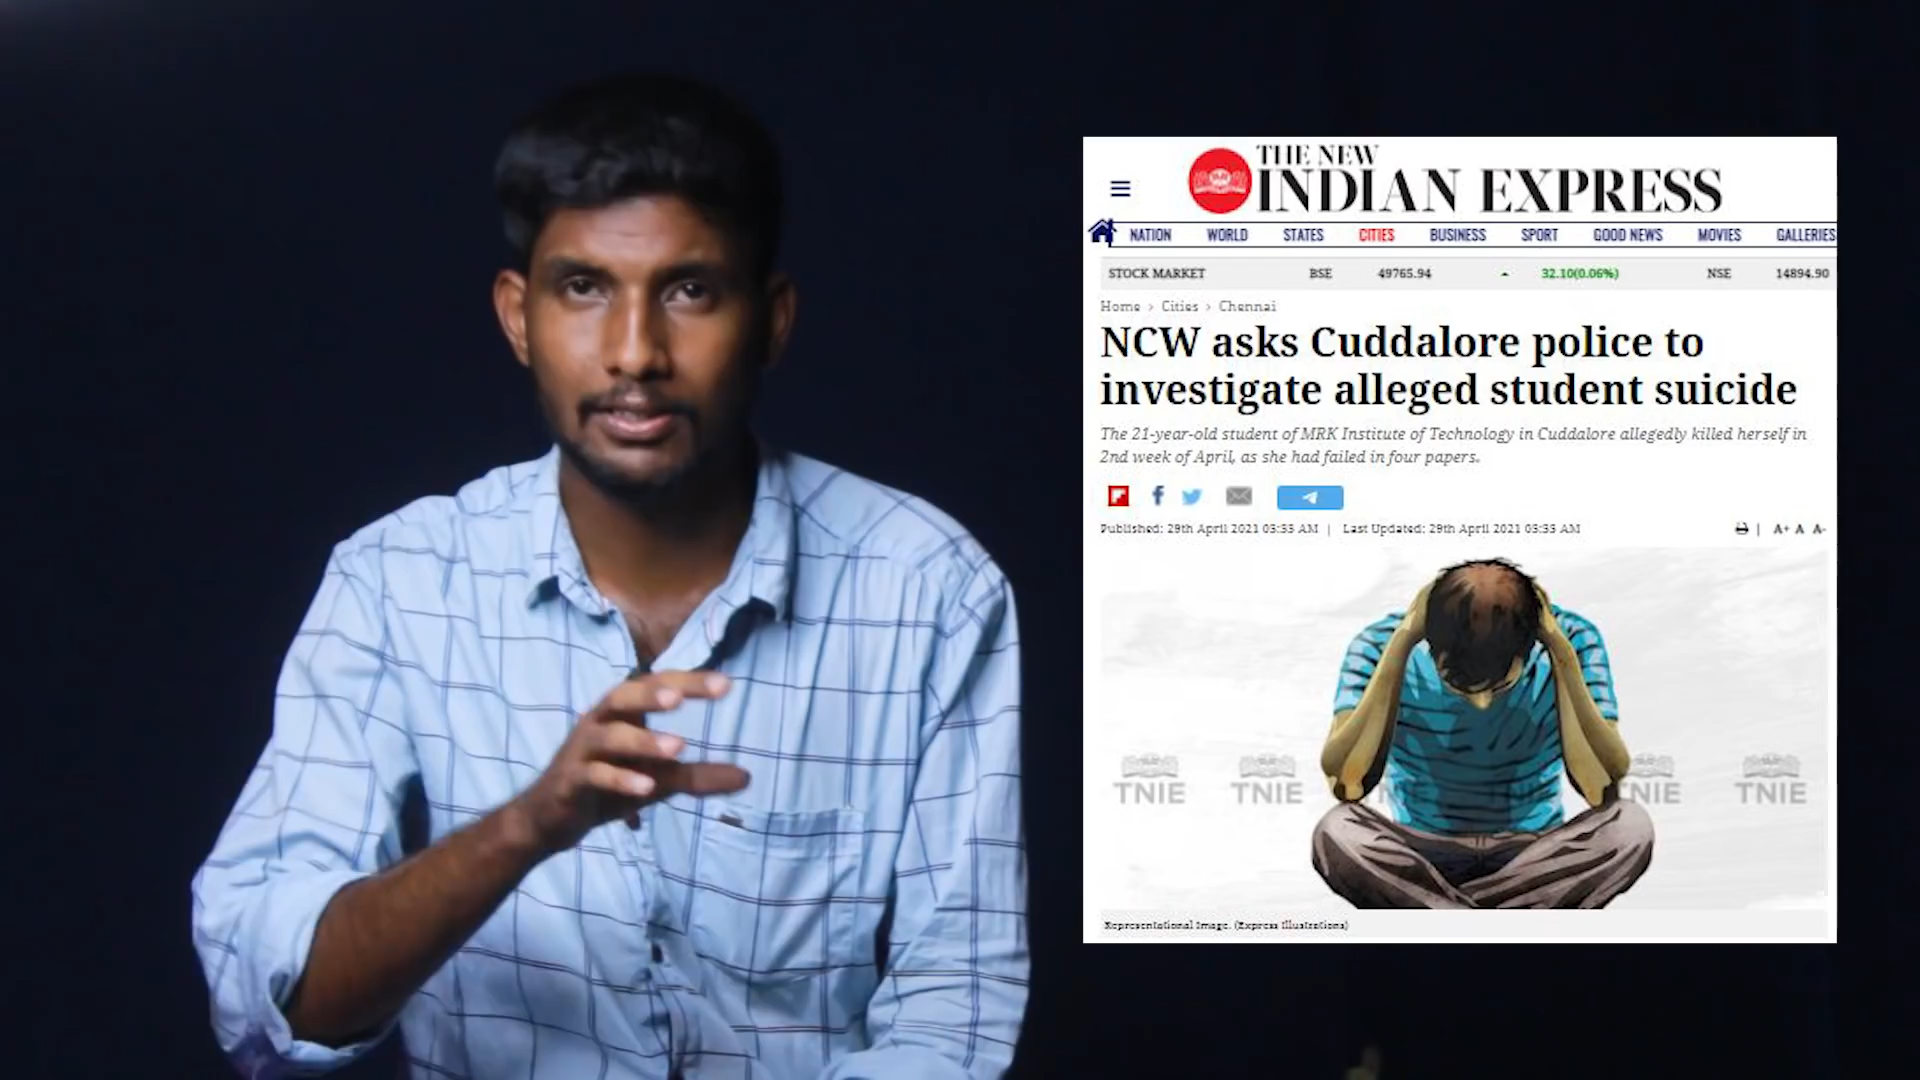 THE NEW
INDIAN EXPRESS
NATION WORLD STATES CITIES BUSINESS SPORT GOOD NEWS MOVIES GALLERIES
STOCK MARKET BSE 49765.94 32.10(0.06%) NSE 14894.90
Home › Cities › Chennai
NCW asks Cuddalore police to
investigate alleged student suicide
The 21-year-old student of MRK Institute of Technology in Cuddalore allegedly killed herself in
2nd week of April, as she had failed in four papers.
Published: 29th April 2021 03:33 AM | Last Updated: 29th April 2021 03:33 AM | A+ A A-
TNIE TNIE TNIE TNIE TNIE TNIE
Representational Image. (Express Illustrations)